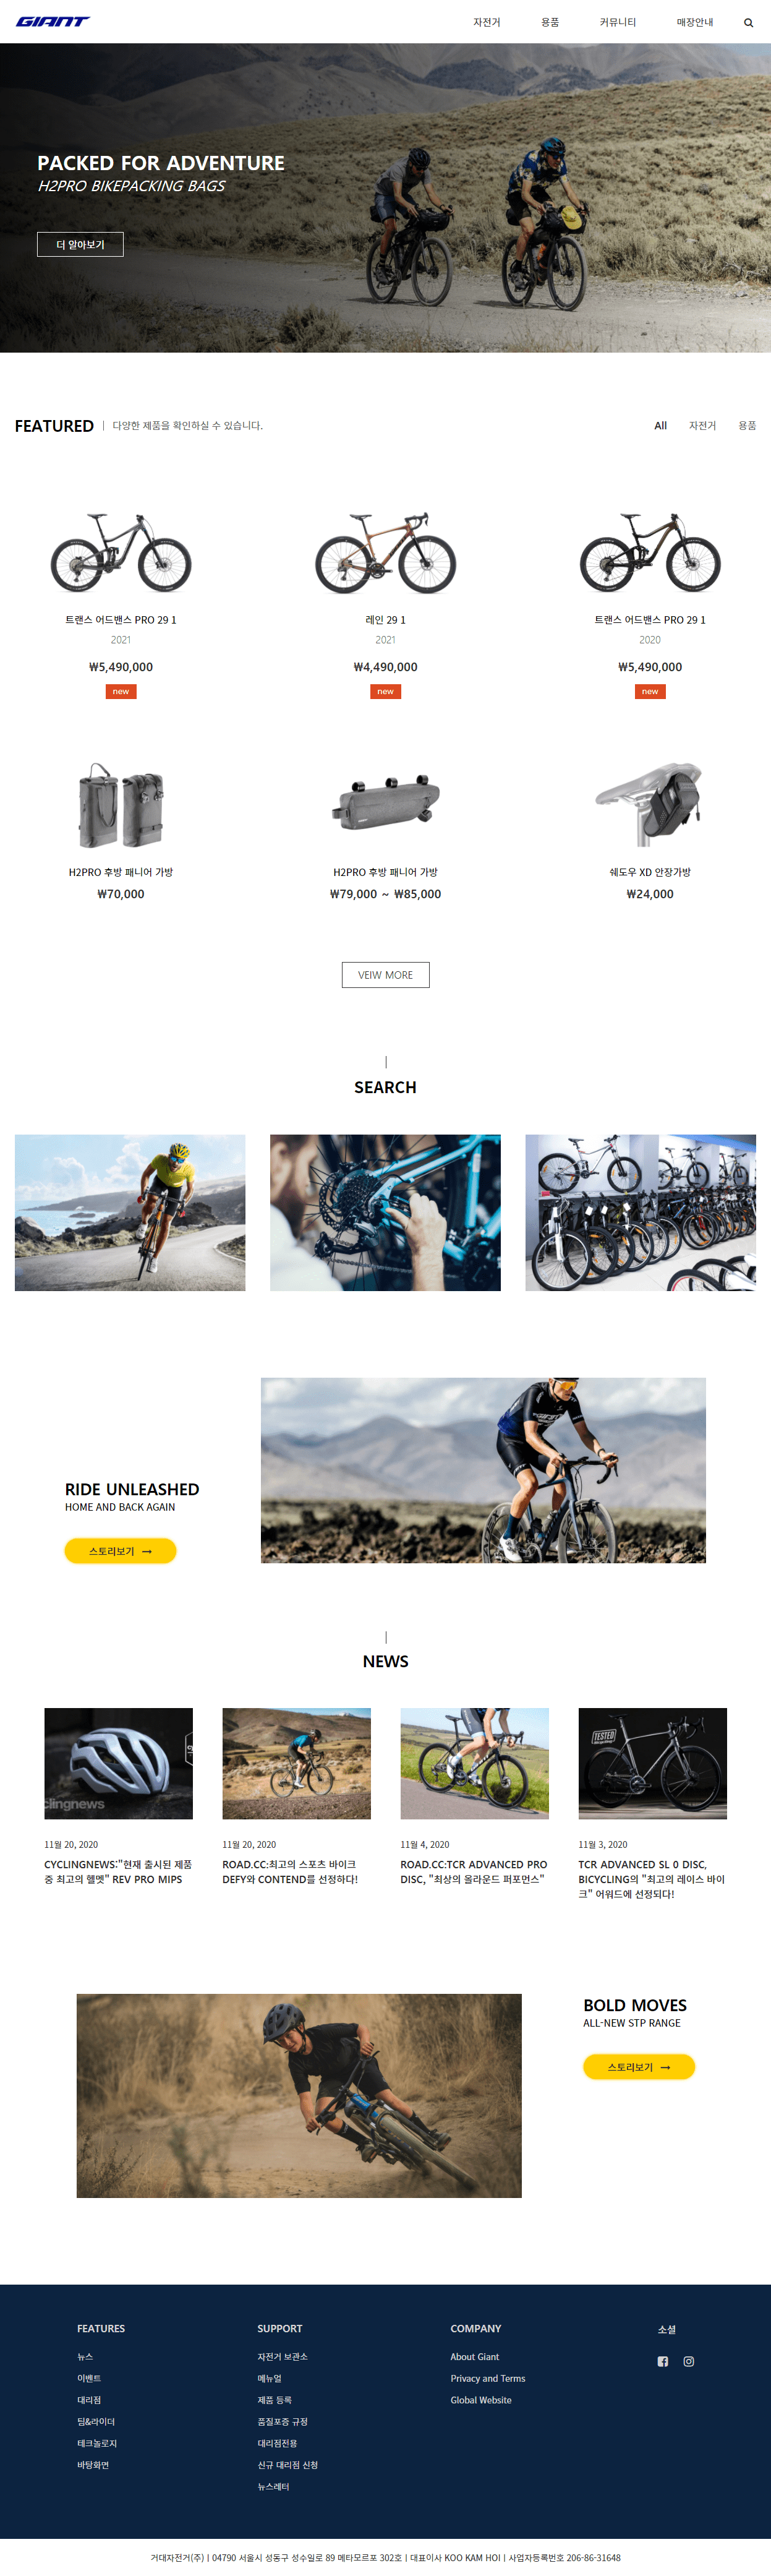 GIANT
자전거 용품 커뮤니티 매장안내
PACKED FOR ADVENTURE
H2PRO BIKEPACKING BAGS
더 알아보기
FEATURED 다양한 제품을 확인하실 수 있습니다.
All 자전거 용품
트랜스 어드밴스 PRO 29 1
2021
₩5,490,000
new
레인 29 1
2021
₩4,490,000
new
트랜스 어드밴스 PRO 29 1
2020
₩5,490,000
new
H2PRO 후방 패니어 가방
₩70,000
H2PRO 후방 패니어 가방
₩79,000 ~ ₩85,000
쉐도우 XD 안장가방
₩24,000
VEIW MORE
SEARCH
RIDE UNLEASHED
HOME AND BACK AGAIN
스토리보기
NEWS
clingnews
11월 20, 2020
CYCLINGNEWS:"현재 출시된 제품
중 최고의 헬멧" REV PRO MIPS
11월 20, 2020
ROAD.CC:최고의 스포츠 바이크
DEFY와 CONTEND를 선정하다!
11월 4, 2020
ROAD.CC:TCR ADVANCED PRO
DISC, "최상의 올라운드 퍼포먼스"
TESTED
11월 3, 2020
TCR ADVANCED SL 0 DISC,
BICYCLING의 "최고의 레이스 바이
크" 어워드에 선정되다!
BOLD MOVES
ALL-NEW STP RANGE
스토리보기
FEATURES
뉴스
이벤트
대리점
팀&라이더
테크놀로지
바탕화면
SUPPORT
자전거 보관소
메뉴얼
제품 등록
품질포증 규정
대리점전용
신규 대리점 신청
뉴스레터
COMPANY
About Giant
Privacy and Terms
Global Website
소셜
거대자전거(주) | 04790 서울시 성동구 성수일로 89 메타모르포 302호 | 대표이사 KOO KAM HOI | 사업자등록번호 206-86-31648